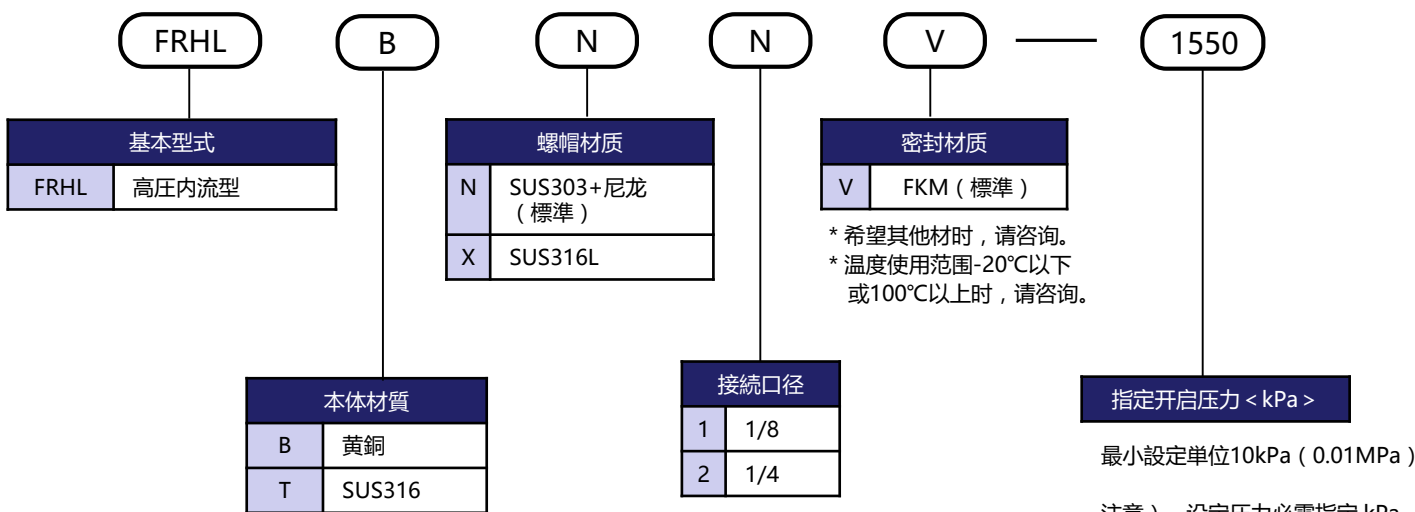 FRHL B N N V — 1550
基本型式
FRHL 高圧内流型
螺帽材质
N SUS303+尼龙
（標準）
X SUS316L
密封材质
V FKM（標準）
* 希望其他材时，请咨询。
* 温度使用范围-20℃以下
或100℃以上时，请咨询。
本体材質
B 黄銅
T SUS316
接続口径
1 1/8
2 1/4
指定开启压力＜kPa＞
最小設定単位10kPa（0.01MPa）